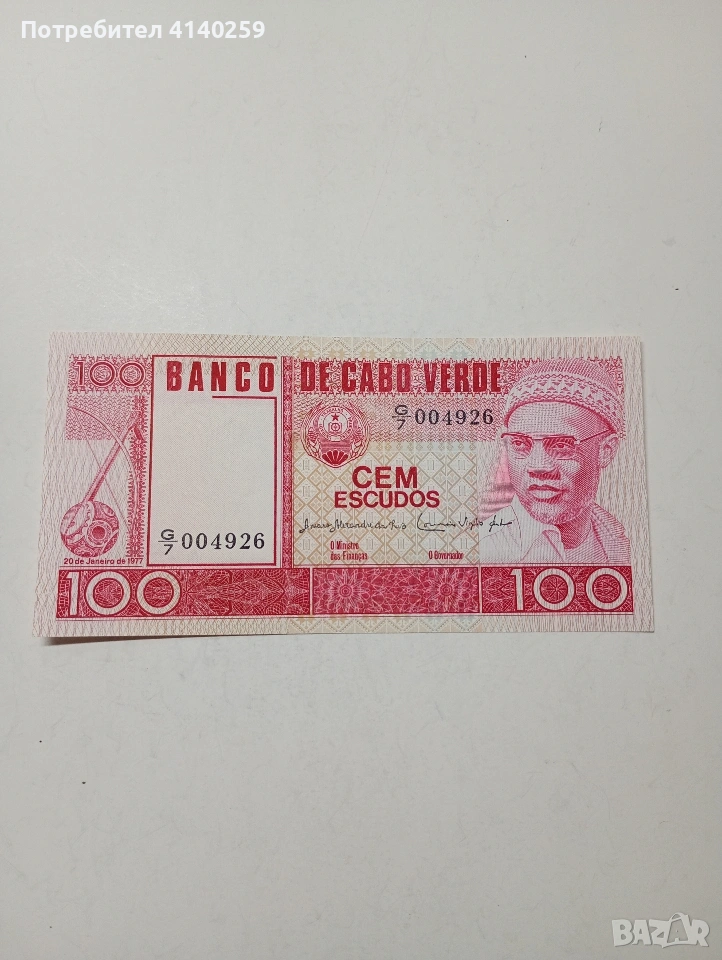 Потребител 4140259
100 BANCO DE CABO VERDE
G/7 004926
CEM
ESCUDOS
G/7 004926
O Ministro
das Finanças
O Governador
20 de Janeiro de 1977
100 100
BAZAR